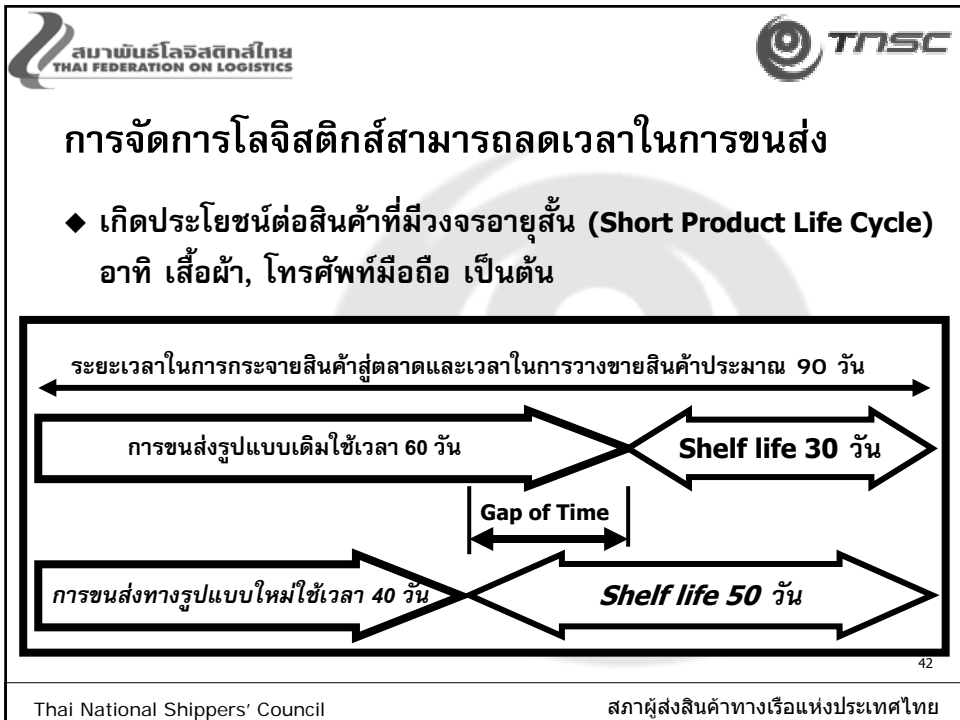 สมาพันธ์โลจิสติกส์ไทย
THAI FEDERATION ON LOGISTICS
TNSC
การจัดการโลจิสติกส์สามารถลดเวลาในการขนส่ง
◆ เกิดประโยชน์ต่อสินค้าที่มีวงจรอายุสั้น (Short Product Life Cycle)
อาทิ เสื้อผ้า, โทรศัพท์มือถือ เป็นต้น
ระยะเวลาในการกระจายสินค้าสู่ตลาดและเวลาในการวางขายสินค้าประมาณ 90 วัน
การขนส่งรูปแบบเดิมใช้เวลา 60 วัน
Shelf life 30 วัน
Gap of Time
การขนส่งทางรูปแบบใหม่ใช้เวลา 40 วัน
Shelf life 50 วัน
42
Thai National Shippers' Council
สภาผู้ส่งสินค้าทางเรือแห่งประเทศไทย